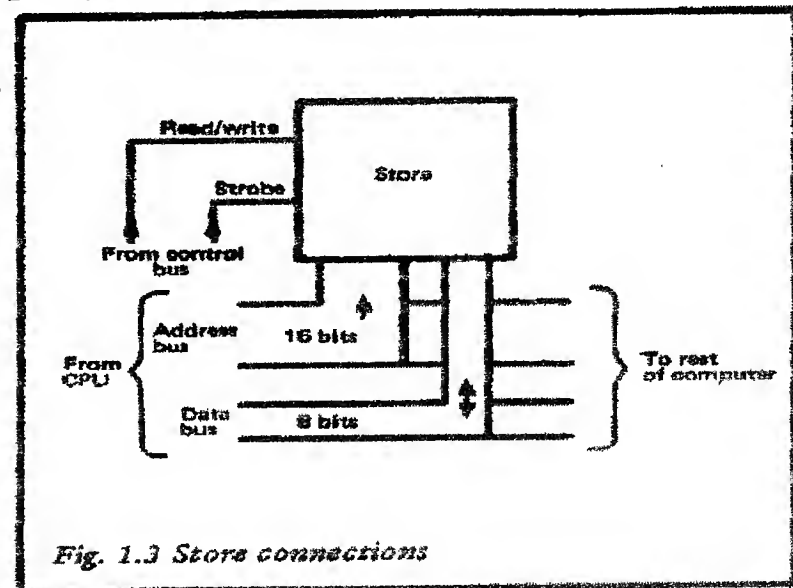 Read/write
Store
Strobe
From control
bus
Address
bus
16 bits
From
CPU
To rest
of computer
Data
bus
8 bits
Fig. 1.3 Store connections